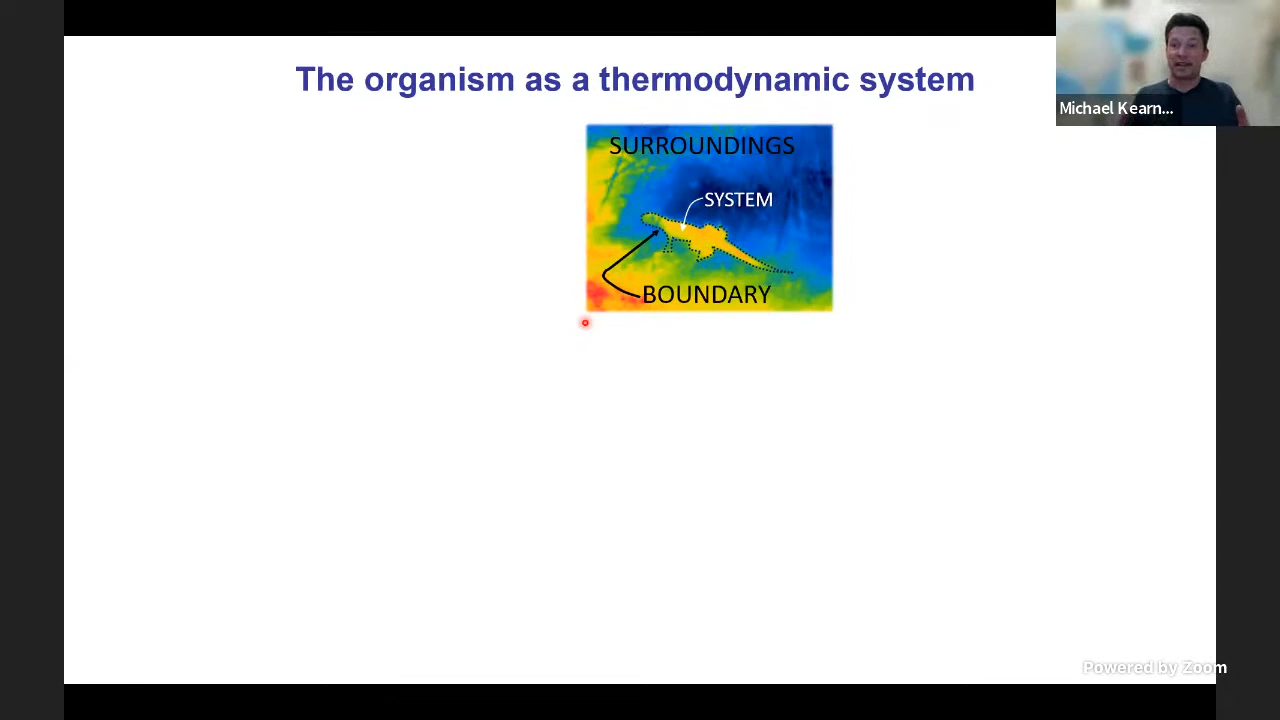 The organism as a thermodynamic system
Michael Kearn...
SURROUNDINGS
SYSTEM
BOUNDARY
Powered by Zoom